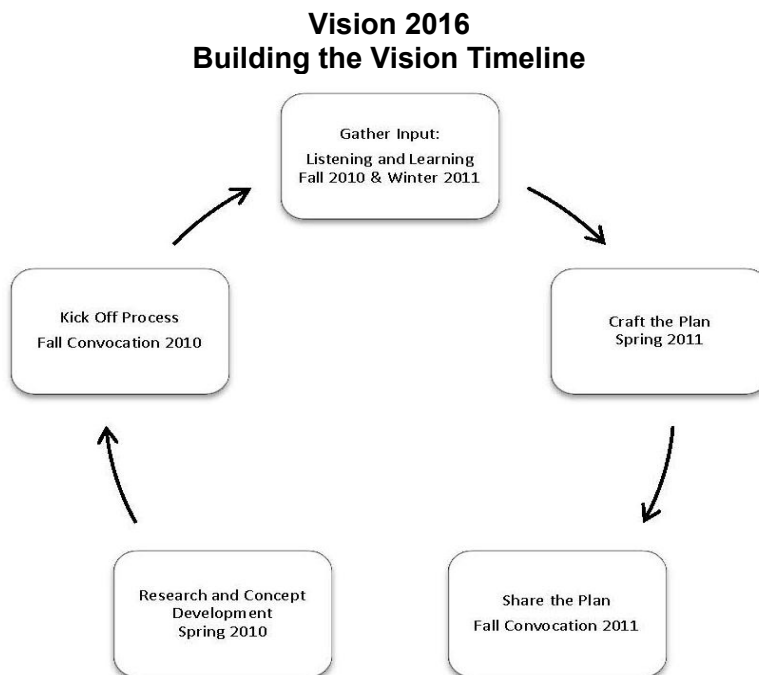 Vision 2016
Building the Vision Timeline
Gather Input:
Listening and Learning
Fall 2010 & Winter 2011
Kick Off Process
Fall Convocation 2010
Craft the Plan
Spring 2011
Research and Concept
Development
Spring 2010
Share the Plan
Fall Convocation 2011